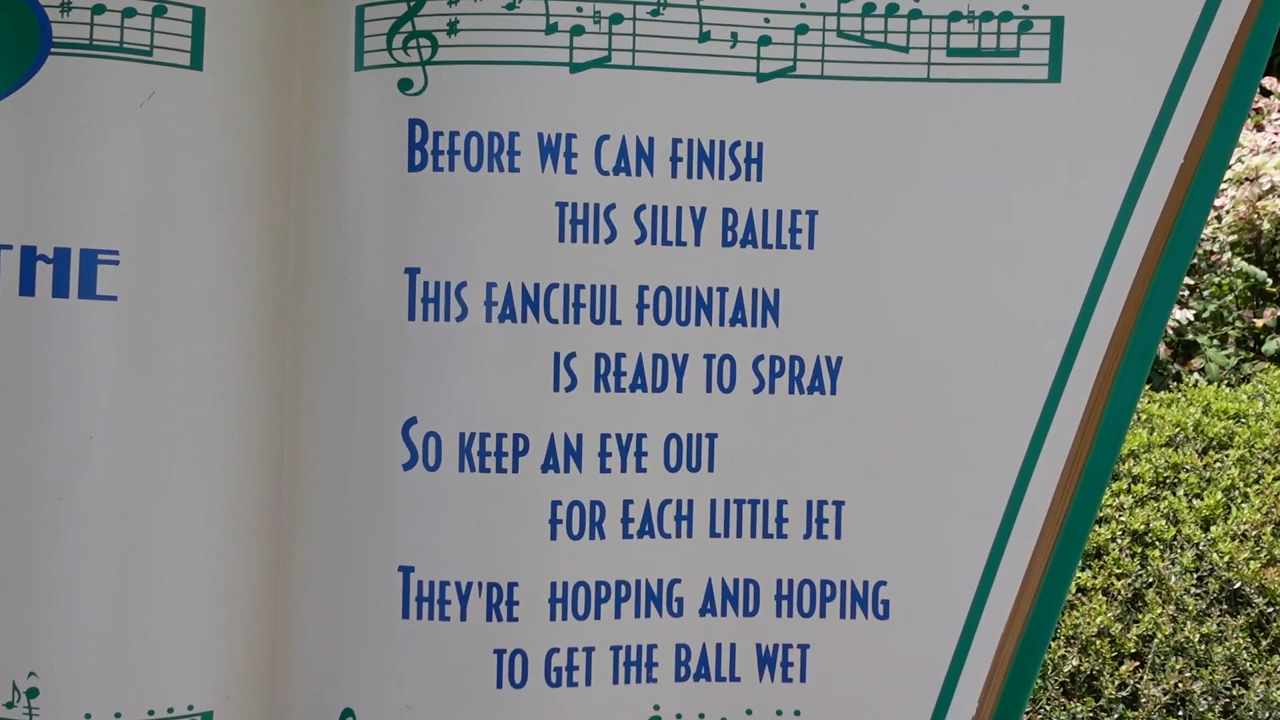 THE
BEFORE WE CAN FINISH
THIS SILLY BALLET
THIS FANCIFUL FOUNTAIN
IS READY TO SPRAY
SO KEEP AN EYE OUT
FOR EACH LITTLE JET
THEY'RE HOPPING AND HOPING
TO GET THE BALL WET